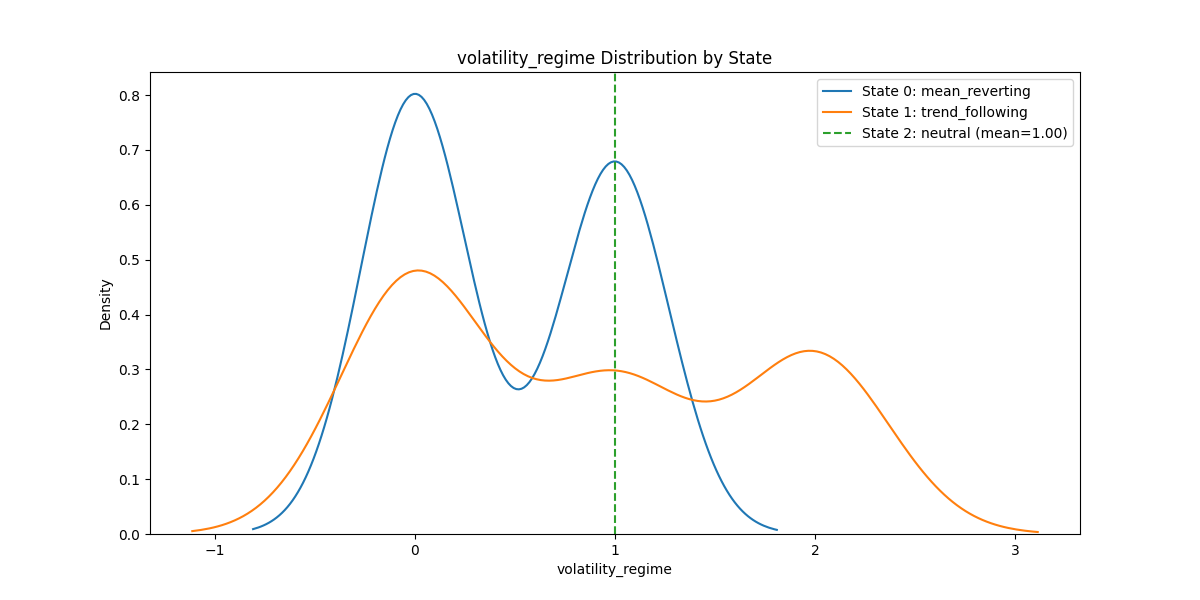 volatility_regime Distribution by State
State 0: mean_reverting
State 1: trend_following
State 2: neutral (mean=1.00)
Density
0.8
0.7
0.6
0.5
0.4
0.3
0.2
0.1
0.0
−1 0 1 2 3
volatility_regime